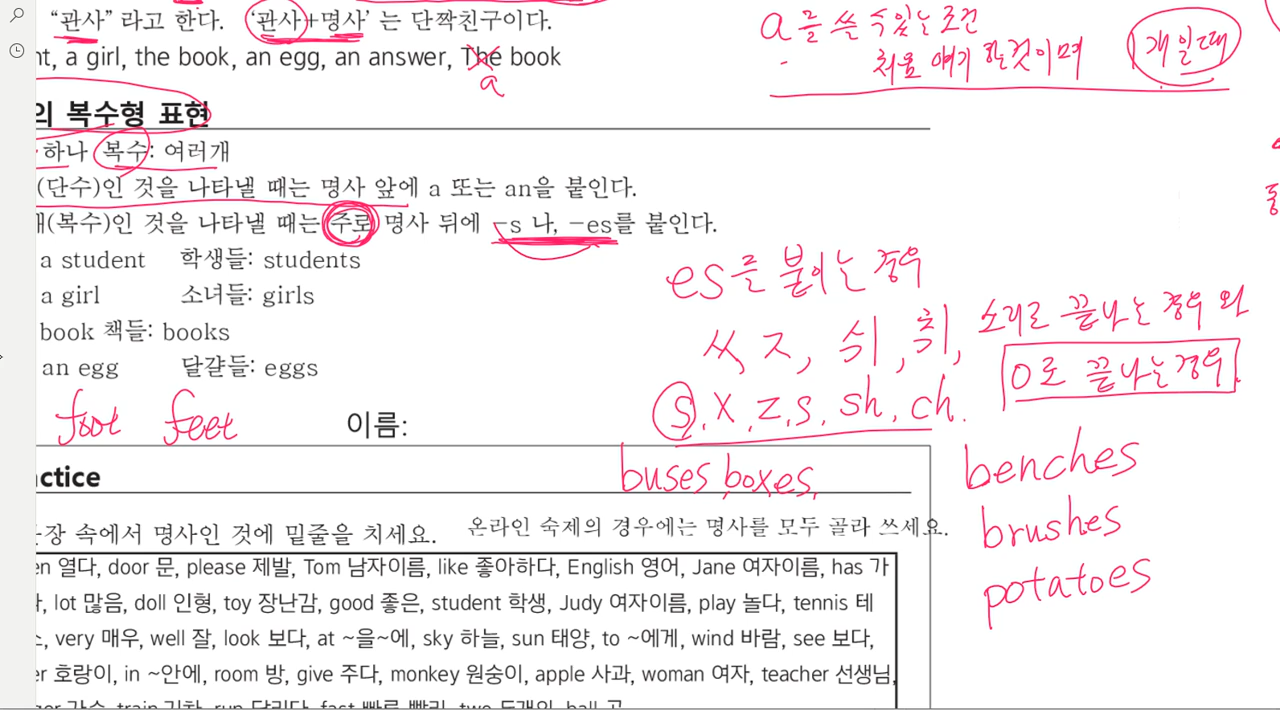 “관사” 라고 한다. ‘관사+명사’ 는 단짝친구이다.
a girl, the book, an egg, an answer, The book
a
a를 쓸 수 있는 조건
처음 얘기 한것이며
개 일때
의 복수형 표현
하나 복수: 여러개
(단수)인 것을 나타낼 때는 명사 앞에 a 또는 an을 붙인다.
(복수)인 것을 나타낼 때는 주로 명사 뒤에 -s 나, -es를 붙인다.
a student 학생들: students
a girl 소녀들: girls
book 책들: books
an egg 달걀들: eggs
es를 붙이는 경우
ㅆ, ㅈ, 쉬, 취, 소리로 끝나는 경우 와
O로 끝나는 경우.
s, x, z, s, sh, ch.
foot feet 이름:
buses boxes,
benches
brushes
potatoes
속에서 명사인 것에 밑줄을 치세요. 온라인 숙제의 경우에는 명사를 모두 골라 쓰세요.
열다, door 문, please 제발, Tom 남자이름, like 좋아하다, English 영어, Jane 여자이름, has 가
lot 많음, doll 인형, toy 장난감, good 좋은, student 학생, Judy 여자이름, play 놀다, tennis 테
very 매우, well 잘, look 보다, at ~을~에, sky 하늘, sun 태양, to ~에게, wind 바람, see 보다,
호랑이, in ~안에, room 방, give 주다, monkey 원숭이, apple 사과, woman 여자, teacher 선생님,